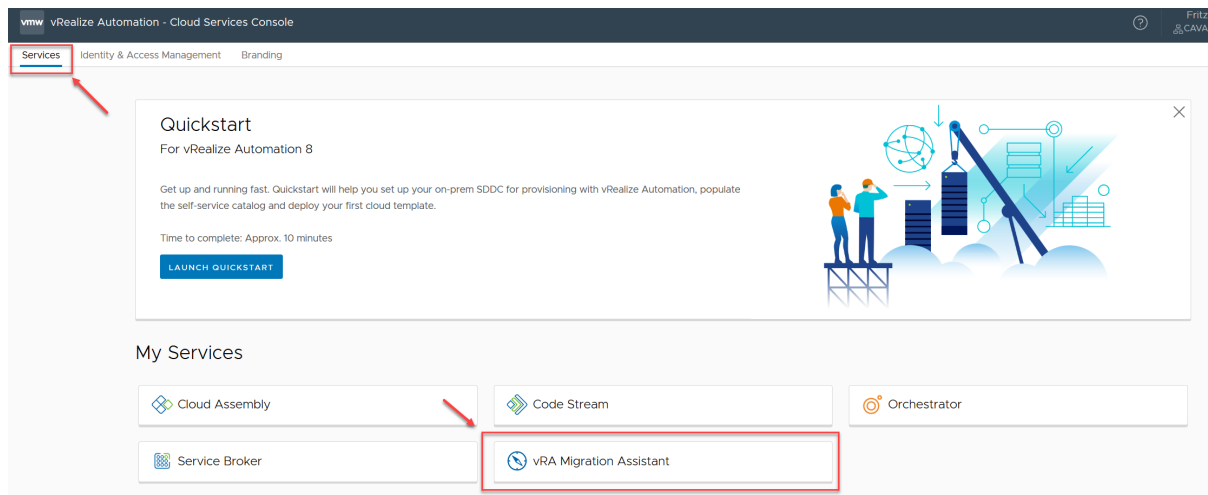 vmw vRealize Automation - Cloud Services Console
Fritz
CAVA
Services Identity & Access Management Branding
Quickstart
For vRealize Automation 8
Get up and running fast. Quickstart will help you set up your on-prem SDDC for provisioning with vRealize Automation, populate
the self-service catalog and deploy your first cloud template.
Time to complete: Approx. 10 minutes
LAUNCH QUICKSTART
My Services
Cloud Assembly
Code Stream
Orchestrator
Service Broker
vRA Migration Assistant